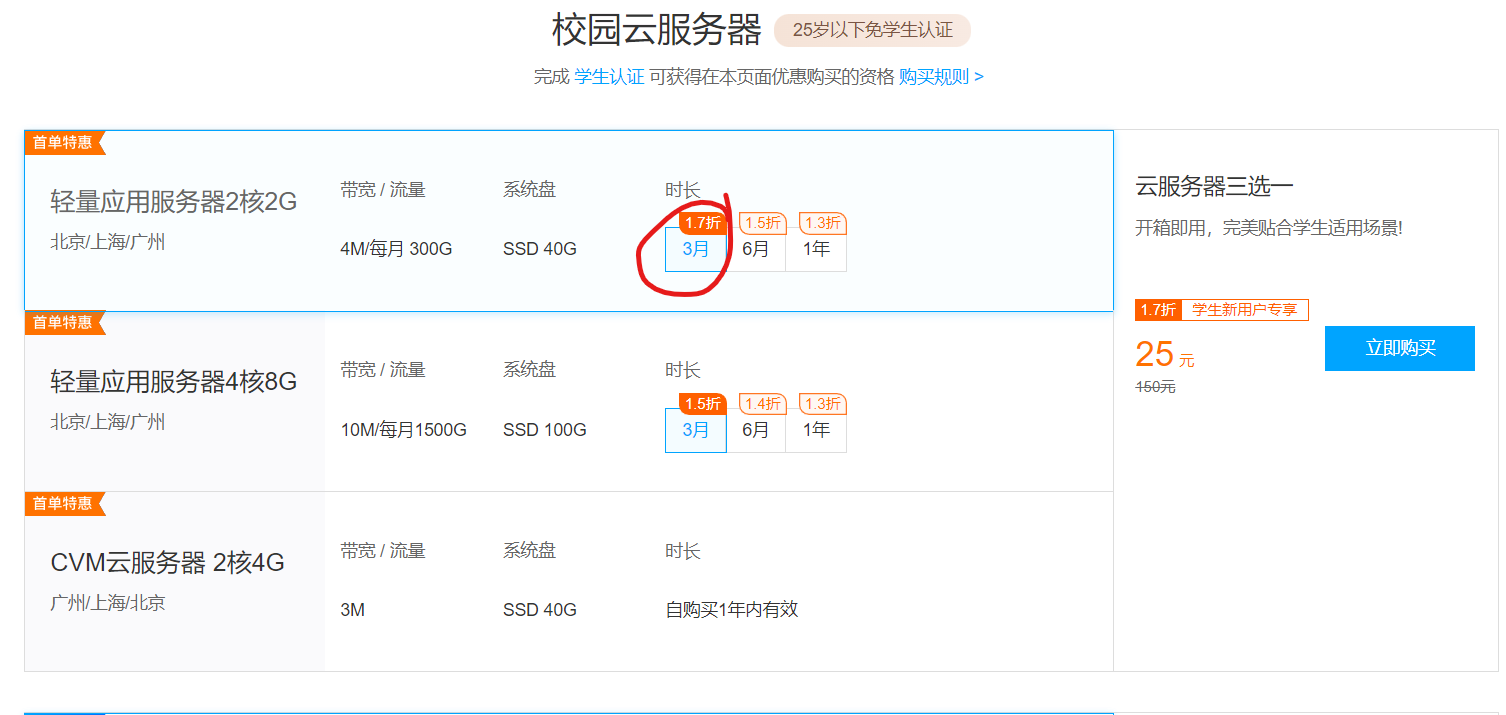 校园云服务器 25岁以下免学生认证
完成 学生认证 可获得在本页面优惠购买的资格 购买规则 >
首单特惠
轻量应用服务器2核2G
北京/上海/广州
带宽 / 流量 系统盘 时长
1.7折 1.5折 1.3折
4M/每月 300G SSD 40G 3月 6月 1年
首单特惠
轻量应用服务器4核8G
北京/上海/广州
带宽 / 流量 系统盘 时长
1.5折 1.4折 1.3折
10M/每月1500G SSD 100G 3月 6月 1年
首单特惠
CVM云服务器 2核4G
广州/上海/北京
带宽 / 流量 系统盘 时长
3M SSD 40G 自购买1年内有效
云服务器三选一
开箱即用，完美贴合学生适用场景!
1.7折 学生新用户专享
25 元
150元
立即购买